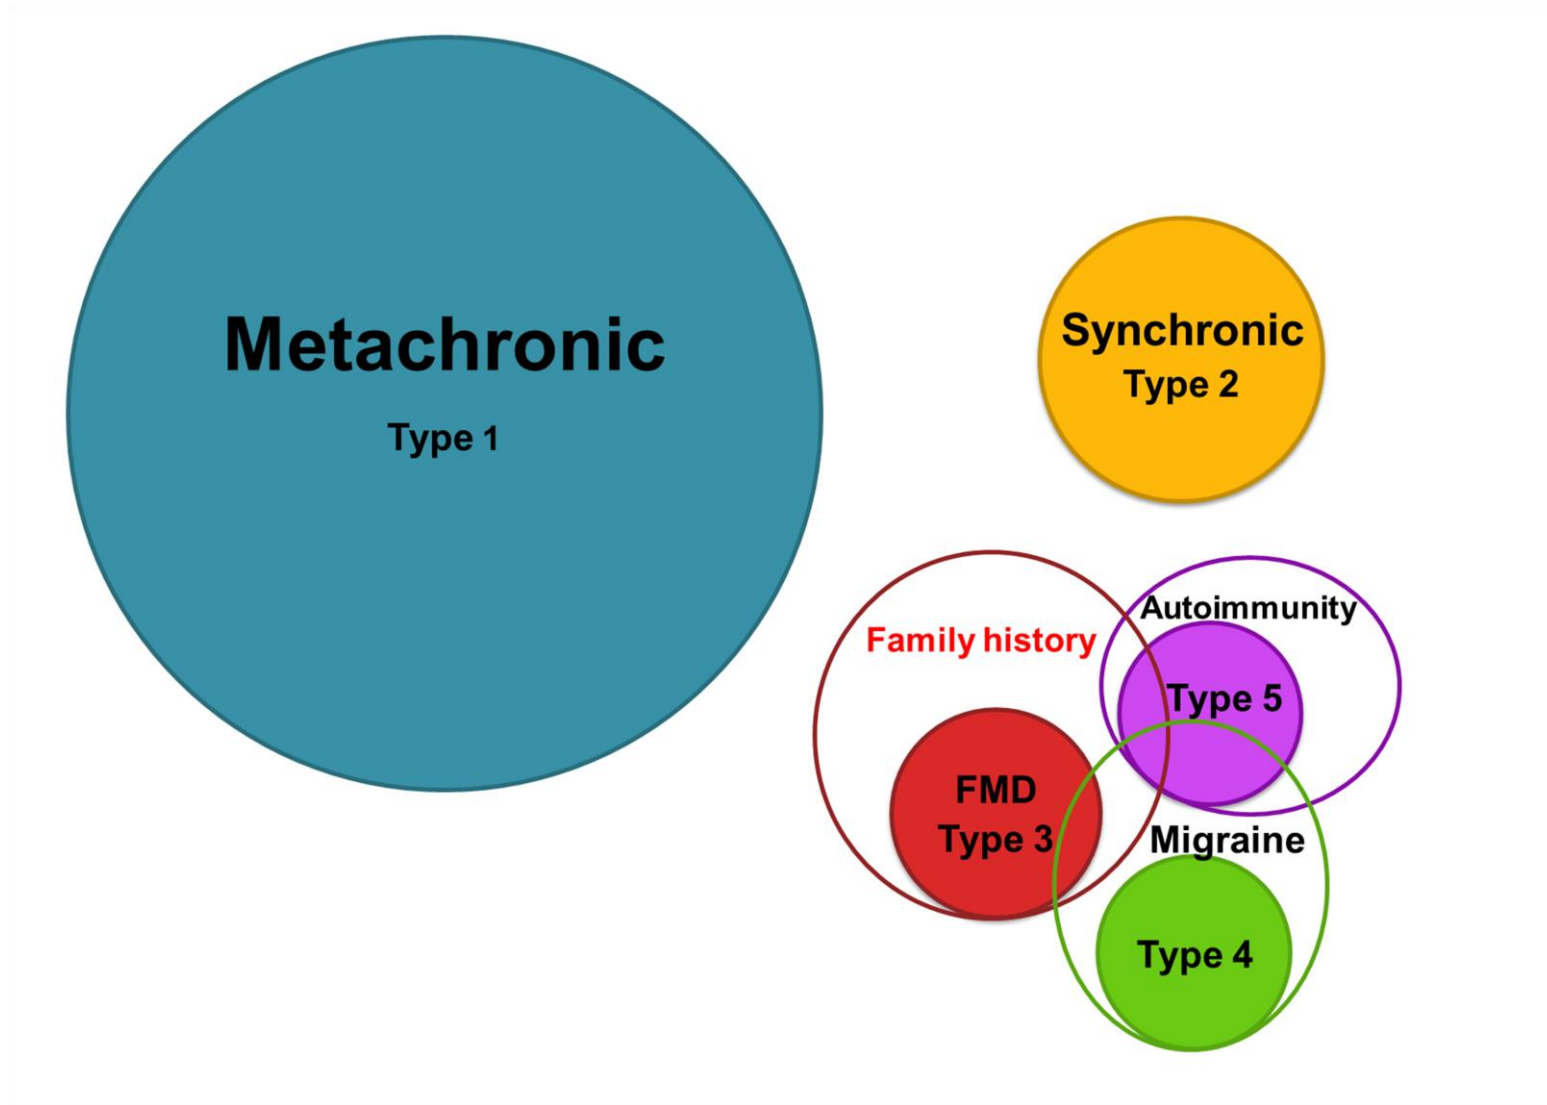 Metachronic
Type 1
Synchronic
Type 2
Family history
FMD
Type 3
Autoimmunity
Type 5
Migraine
Type 4